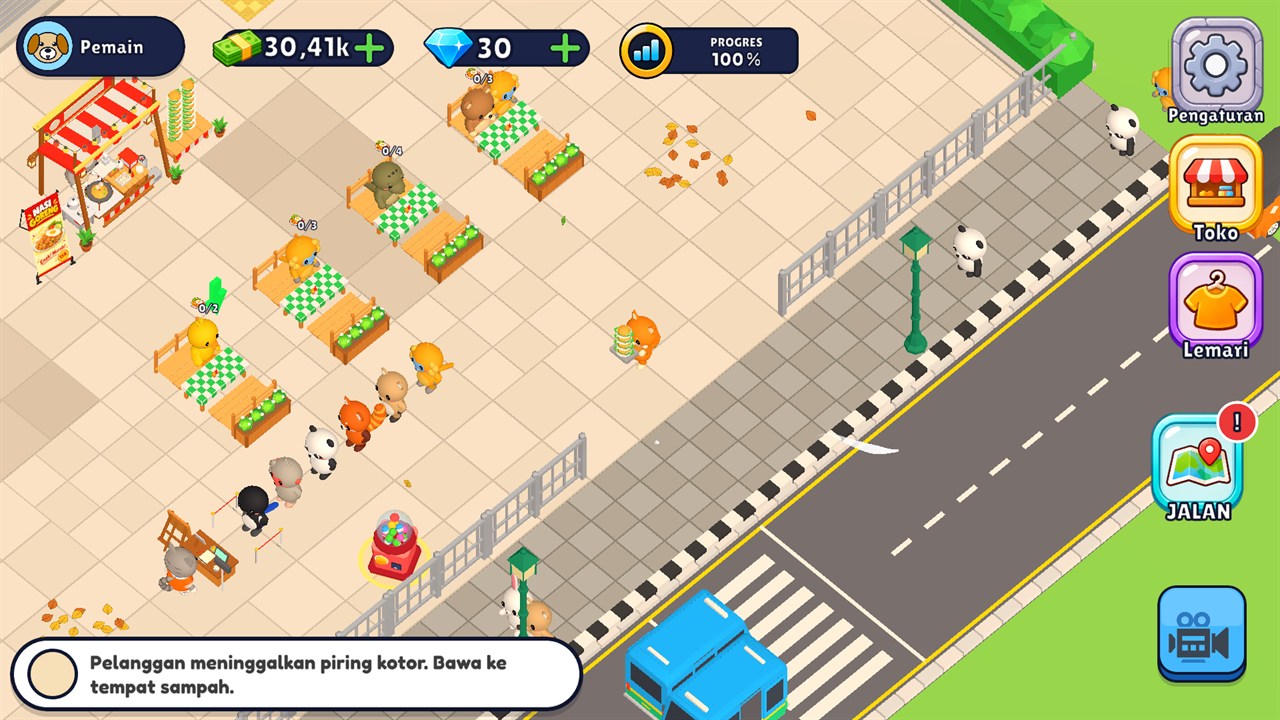 Pemain
30,41k
30
PROGRES
100%
Pengaturan
0/3
0/4
Toko
NASI
GORENG
0/3
0/2
Lemari
!
JALAN
Pelanggan meninggalkan piring kotor. Bawa ke
tempat sampah.